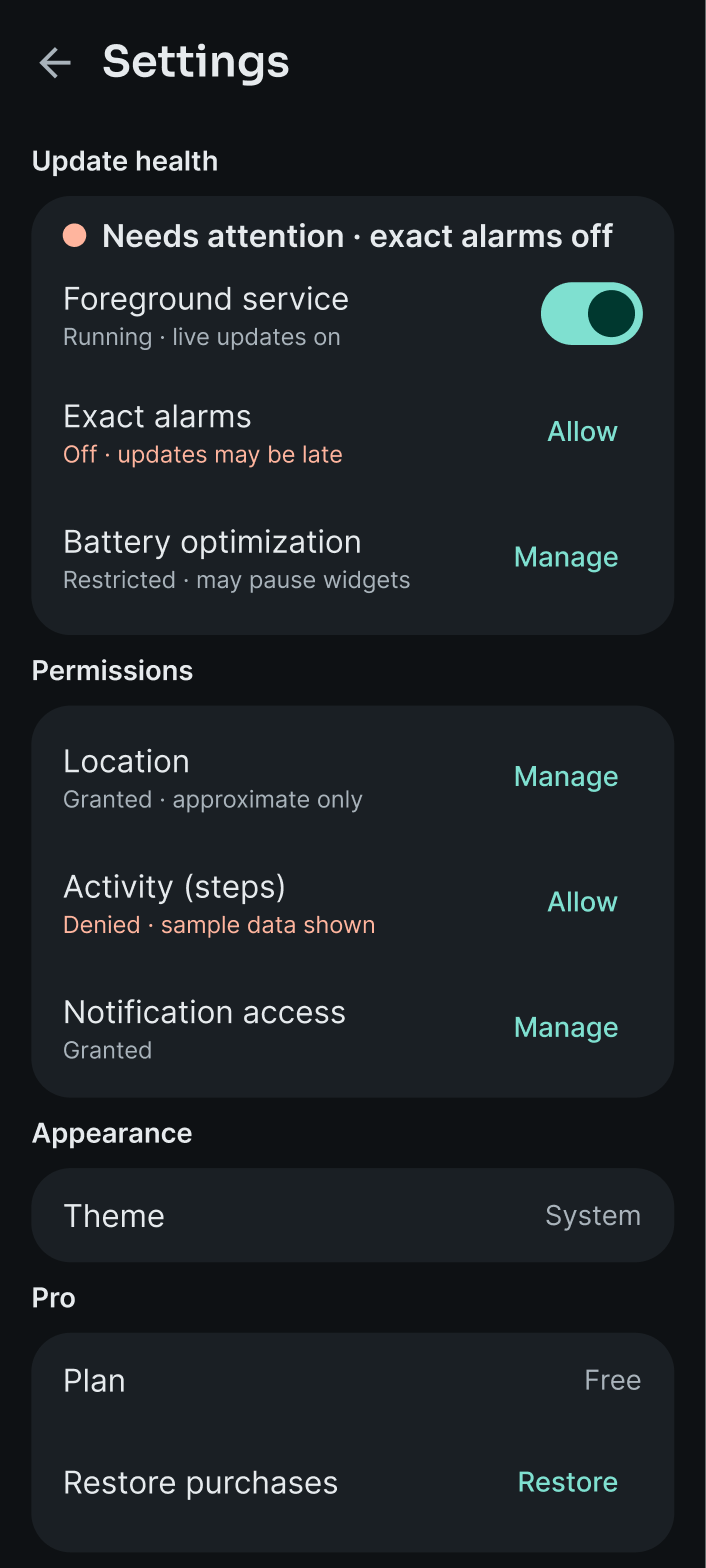 Settings
Update health
Needs attention · exact alarms off
Foreground service
Running · live updates on
Exact alarms
Allow
Off · updates may be late
Battery optimization
Manage
Restricted · may pause widgets
Permissions
Location
Manage
Granted · approximate only
Activity (steps)
Allow
Denied · sample data shown
Notification access
Manage
Granted
Appearance
Theme
System
Pro
Plan
Free
Restore purchases
Restore